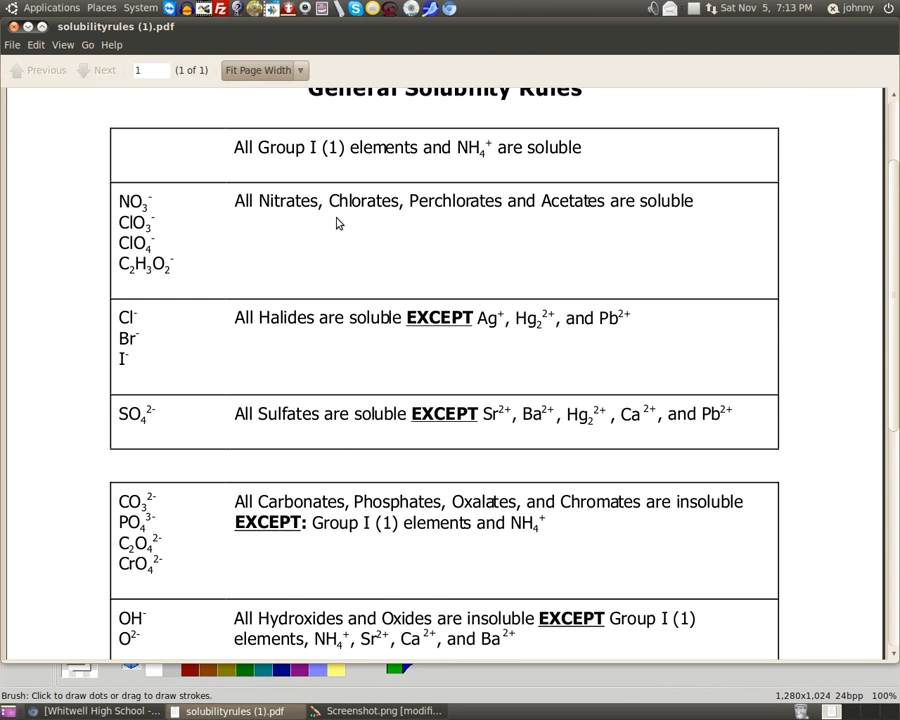 Applications Places System Sat Nov 5, 7:13 PM johnny
solubilityrules (1).pdf
File Edit View Go Help
Previous Next 1 (1 of 1) Fit Page Width
General Solubility Rules
All Group I (1) elements and NH₄⁺ are soluble
NO₃⁻ All Nitrates, Chlorates, Perchlorates and Acetates are soluble
ClO₃⁻
ClO₄⁻
C₂H₃O₂⁻
Cl⁻ All Halides are soluble EXCEPT Ag⁺, Hg₂²⁺, and Pb²⁺
Br⁻
I⁻
SO₄²⁻ All Sulfates are soluble EXCEPT Sr²⁺, Ba²⁺, Hg₂²⁺ , Ca ²⁺, and Pb²⁺
CO₃²⁻ All Carbonates, Phosphates, Oxalates, and Chromates are insoluble
PO₄³⁻ EXCEPT: Group I (1) elements and NH₄⁺
C₂O₄²⁻
CrO₄²⁻
OH⁻ All Hydroxides and Oxides are insoluble EXCEPT Group I (1)
O²⁻ elements, NH₄⁺, Sr²⁺, Ca ²⁺, and Ba ²⁺
Brush: Click to draw dots or drag to draw strokes. 1,280x1,024 24bpp
[Whitwell High School -... solubilityrules (1).pdf Screenshot.png [modifi...